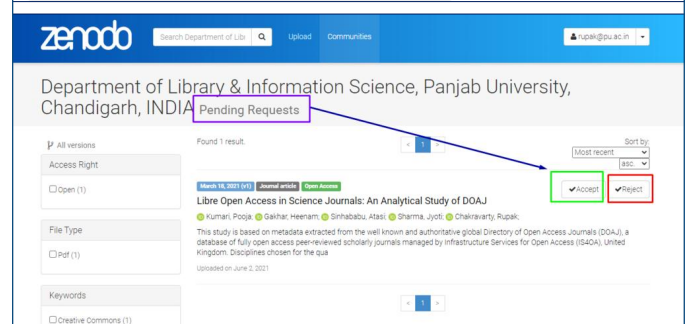 zenodo
Search Department of Libr
Upload
Communities
rupak@pu.ac.in
Department of Library & Information Science, Panjab University,
Chandigarh, INDIA Pending Requests
All versions
Found 1 result.
< 1 >
Sort by:
Most recent
asc.
Access Right
Open (1)
March 18, 2021 (v1) Journal article Open Access
Accept
Reject
Libre Open Access in Science Journals: An Analytical Study of DOAJ
Kumari, Pooja; Gakhar, Heenam; Sinhababu, Atasi; Sharma, Jyoti; Chakravarty, Rupak;
File Type
Pdf (1)
This study is based on metadata extracted from the well known and authoritative global Directory of Open Access Journals (DOAJ), a
database of fully open access peer-reviewed scholarly journals managed by Infrastructure Services for Open Access (IS4OA), United
Kingdom. Disciplines chosen for the qua
Uploaded on June 2, 2021
Keywords
Creative Commons (1)
< 1 >